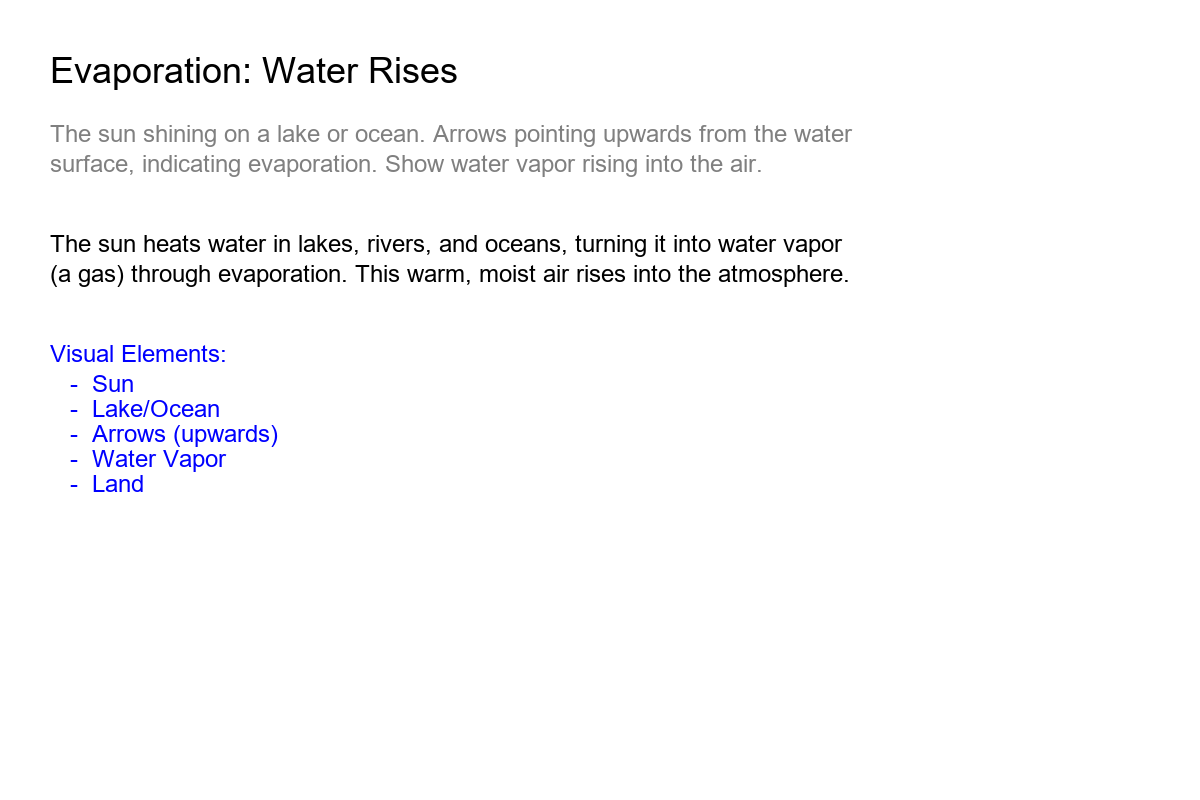 Evaporation: Water Rises
The sun shining on a lake or ocean. Arrows pointing upwards from the water
surface, indicating evaporation. Show water vapor rising into the air.
The sun heats water in lakes, rivers, and oceans, turning it into water vapor
(a gas) through evaporation. This warm, moist air rises into the atmosphere.
Visual Elements:
- Sun
- Lake/Ocean
- Arrows (upwards)
- Water Vapor
- Land